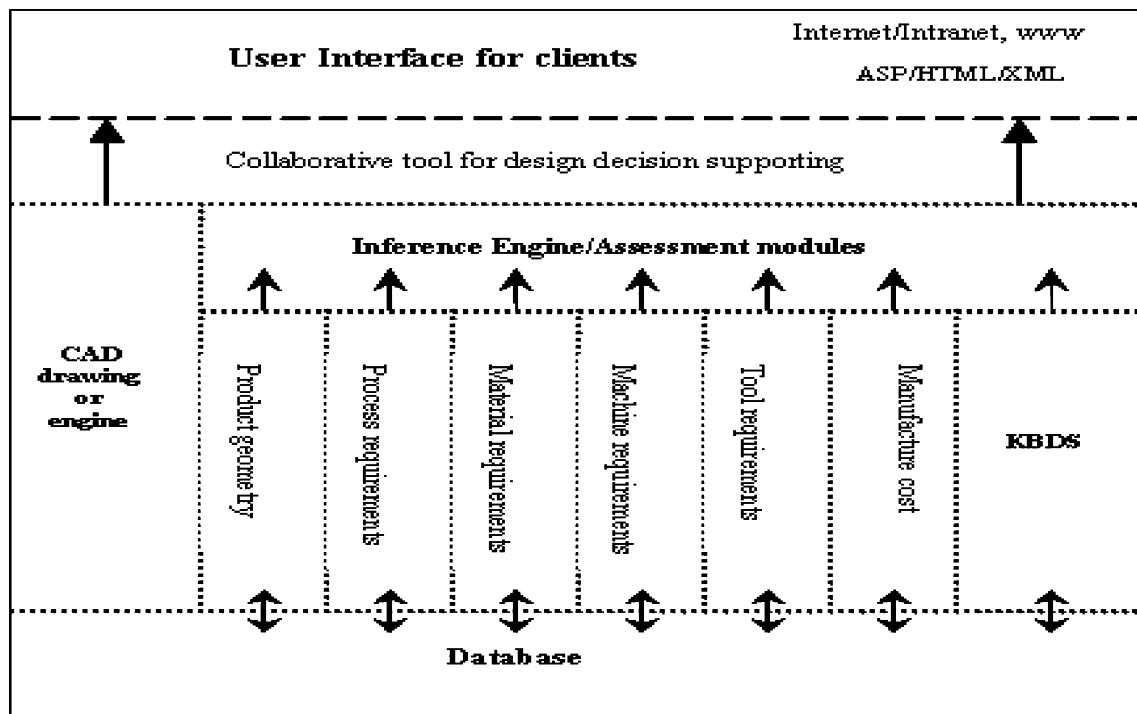 User Interface for clients
Internet/Intranet, www
ASP/HTML/XML
Collaborative tool for design decision supporting
Inference Engine/Assessment modules
CAD
drawing
or
engine
Product geometry
Process requirements
Material requirements
Machine requirements
Tool requirements
Manufacture cost
KBDS
Database